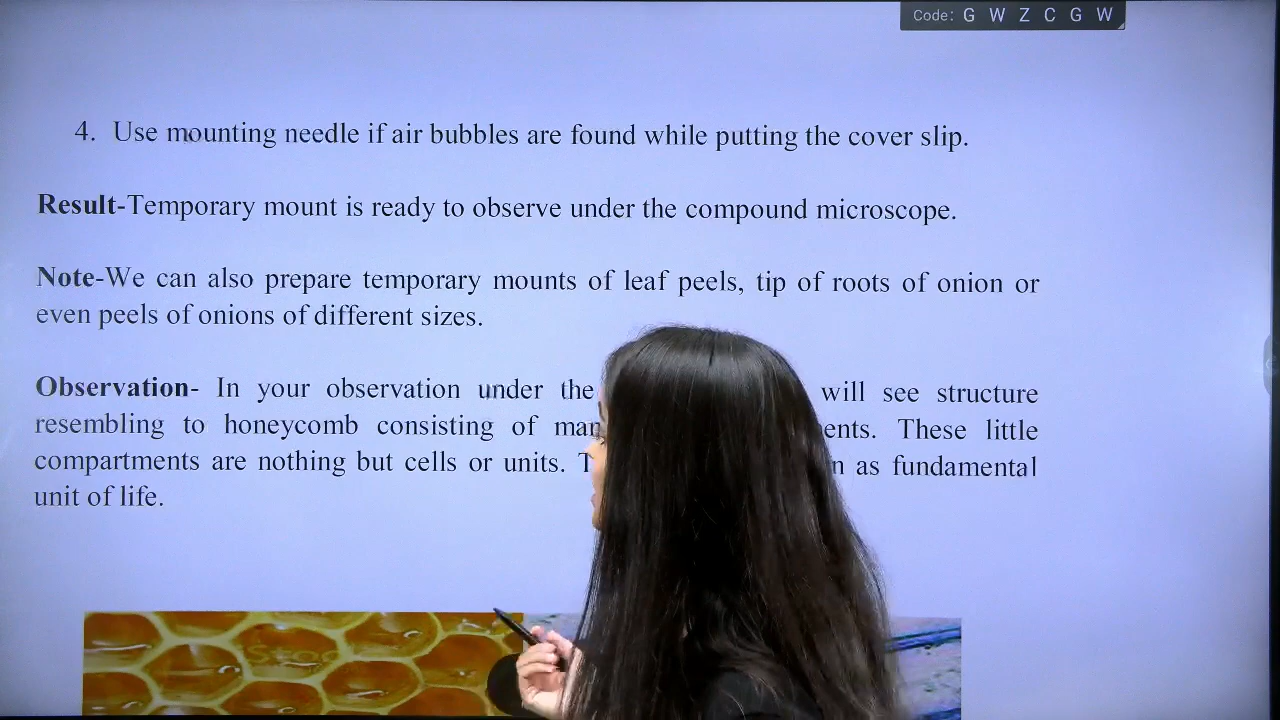 Code: G W Z C G W
4. Use mounting needle if air bubbles are found while putting the cover slip.
Result-Temporary mount is ready to observe under the compound microscope.
Note-We can also prepare temporary mounts of leaf peels, tip of roots of onion or
even peels of onions of different sizes.
Observation- In your observation under the will see structure
resembling to honeycomb consisting of These little
compartments are nothing but cells or units. as fundamental
unit of life.